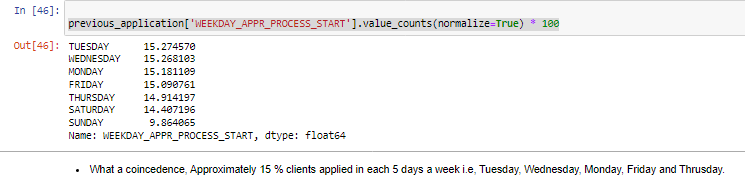 In [46]:
previous_application['WEEKDAY_APPR_PROCESS_START'].value_counts(normalize=True) * 100
Out[46]: TUESDAY 15.274570
WEDNESDAY 15.268103
MONDAY 15.181109
FRIDAY 15.090761
THURSDAY 14.914197
SATURDAY 14.407196
SUNDAY 9.864065
Name: WEEKDAY_APPR_PROCESS_START, dtype: float64
• What a coincedence, Approximately 15 % clients applied in each 5 days a week i.e, Tuesday, Wednesday, Monday, Friday and Thrusday.